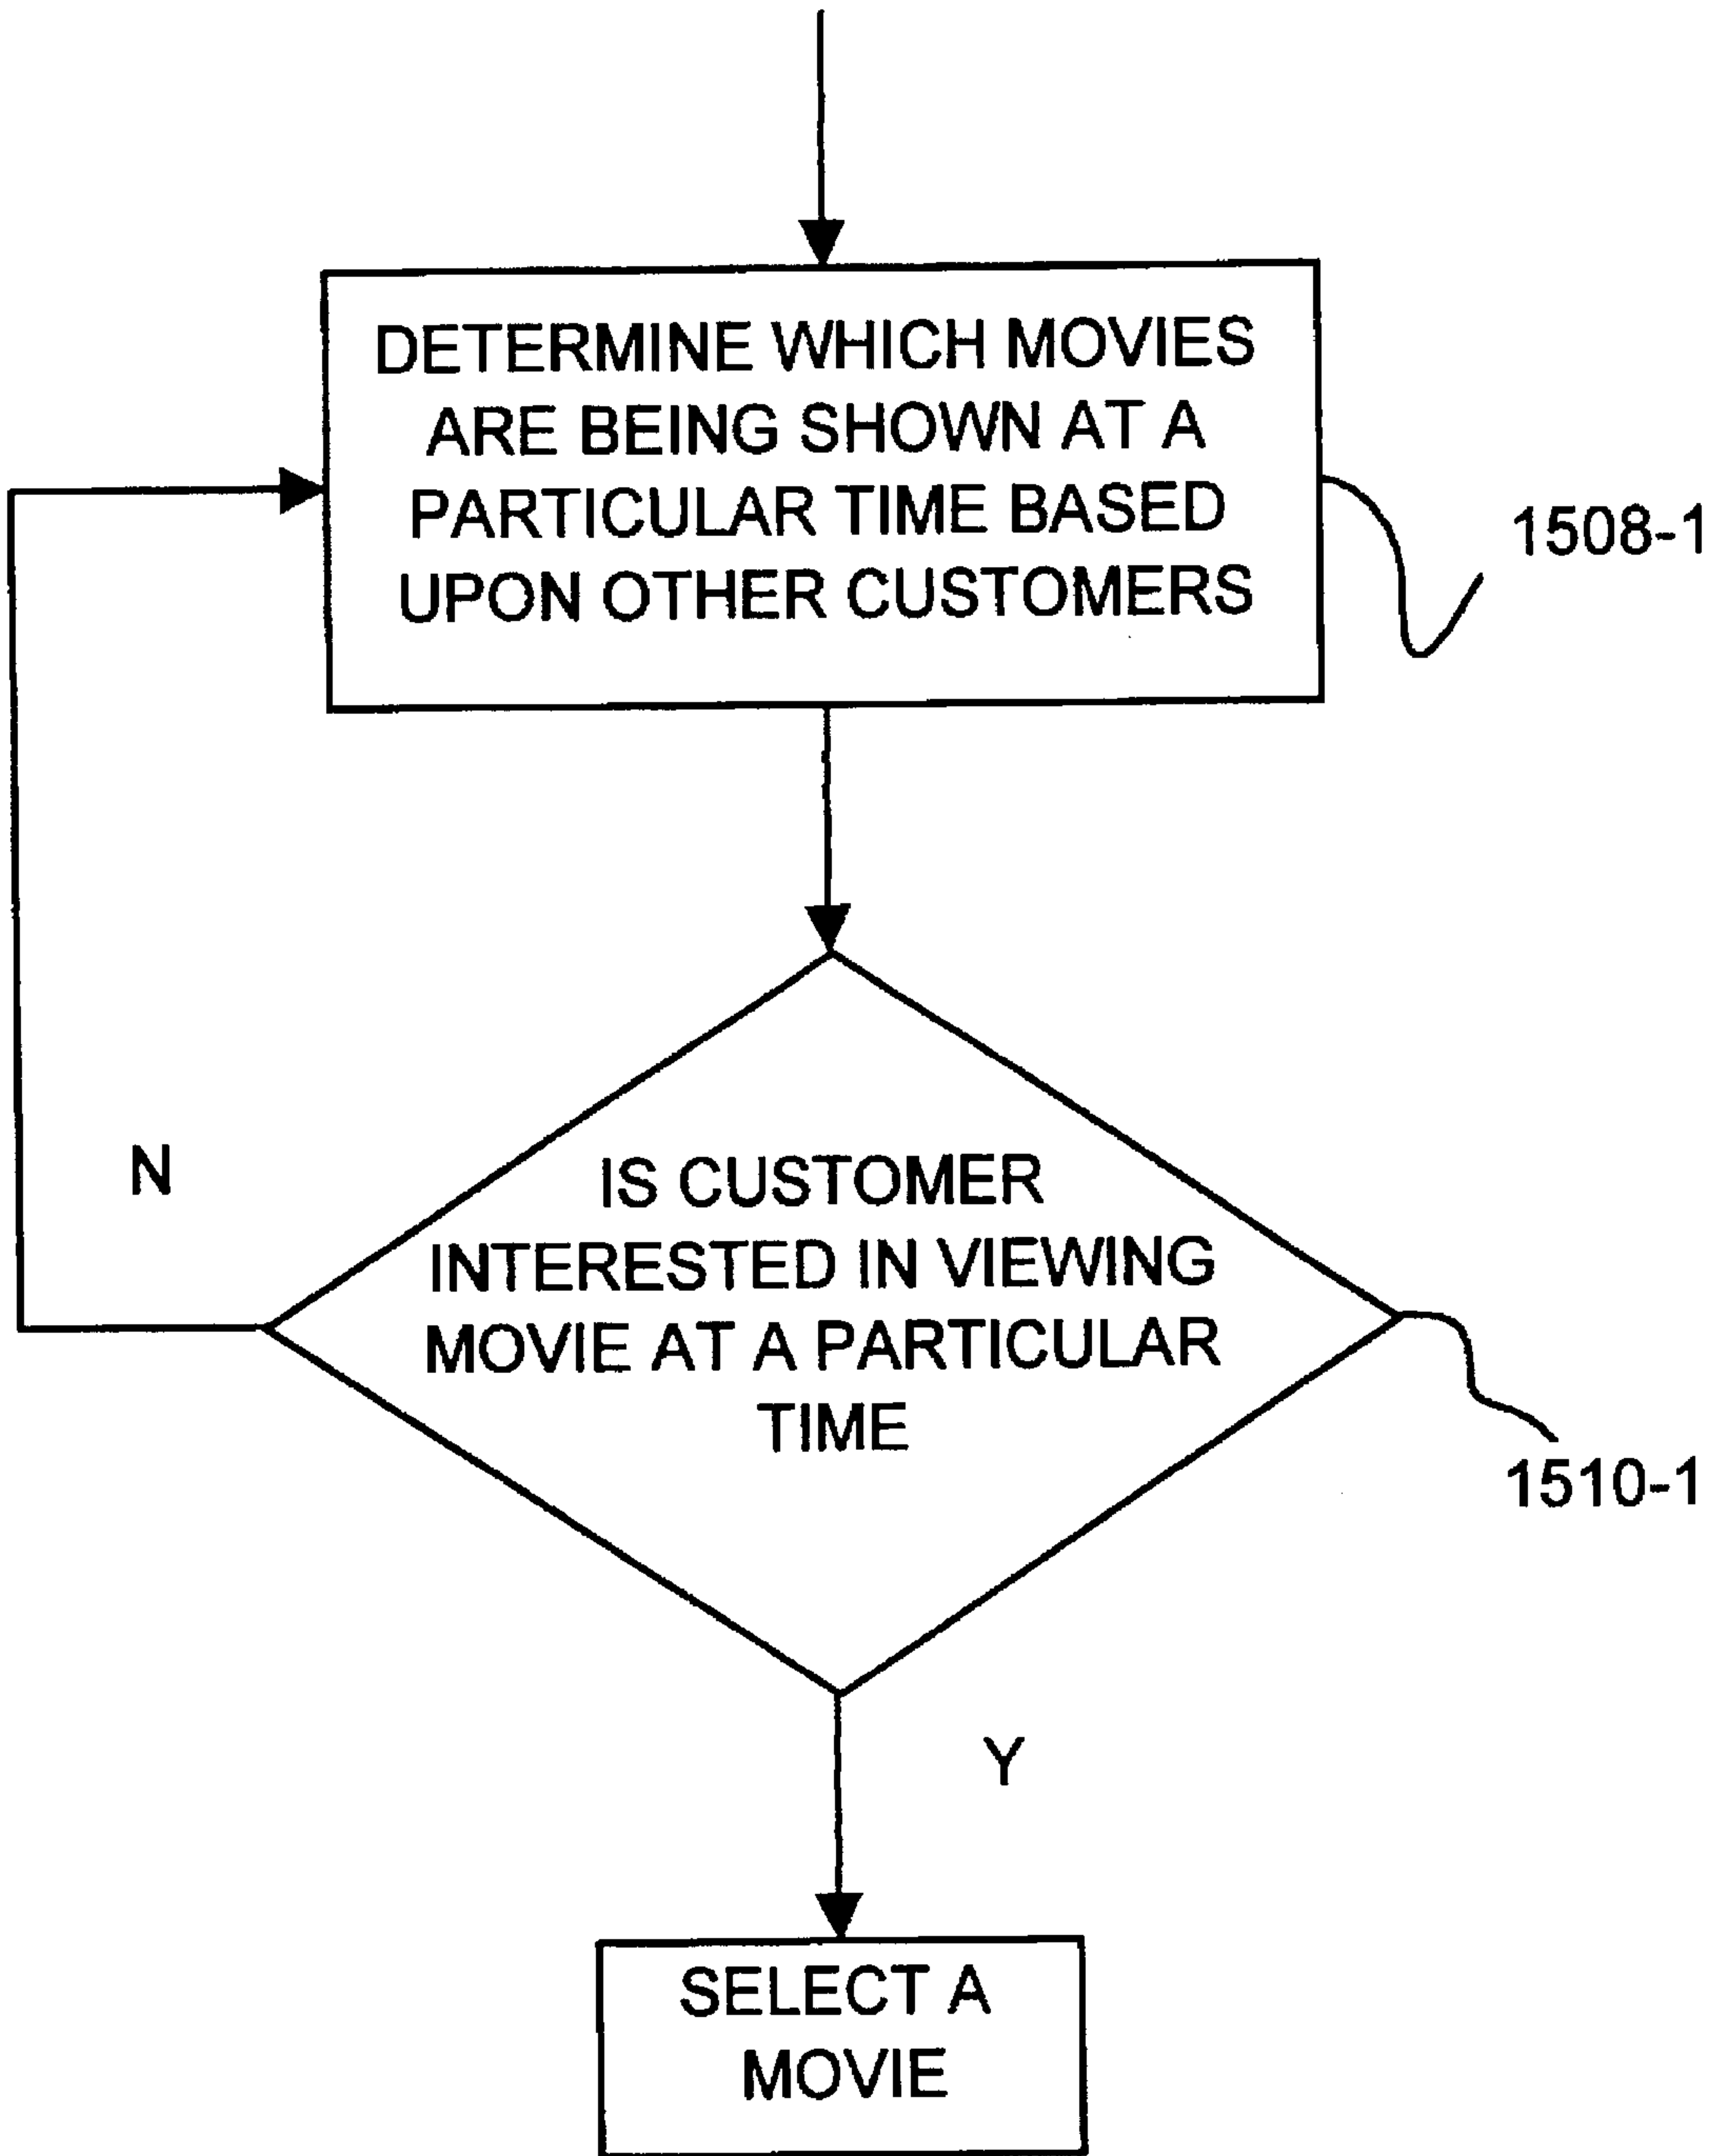 DETERMINE WHICH MOVIES
ARE BEING SHOWN AT A
PARTICULAR TIME BASED
UPON OTHER CUSTOMERS
1508-1
N
IS CUSTOMER
INTERESTED IN VIEWING
MOVIE AT A PARTICULAR
TIME
1510-1
Y
SELECT A
MOVIE